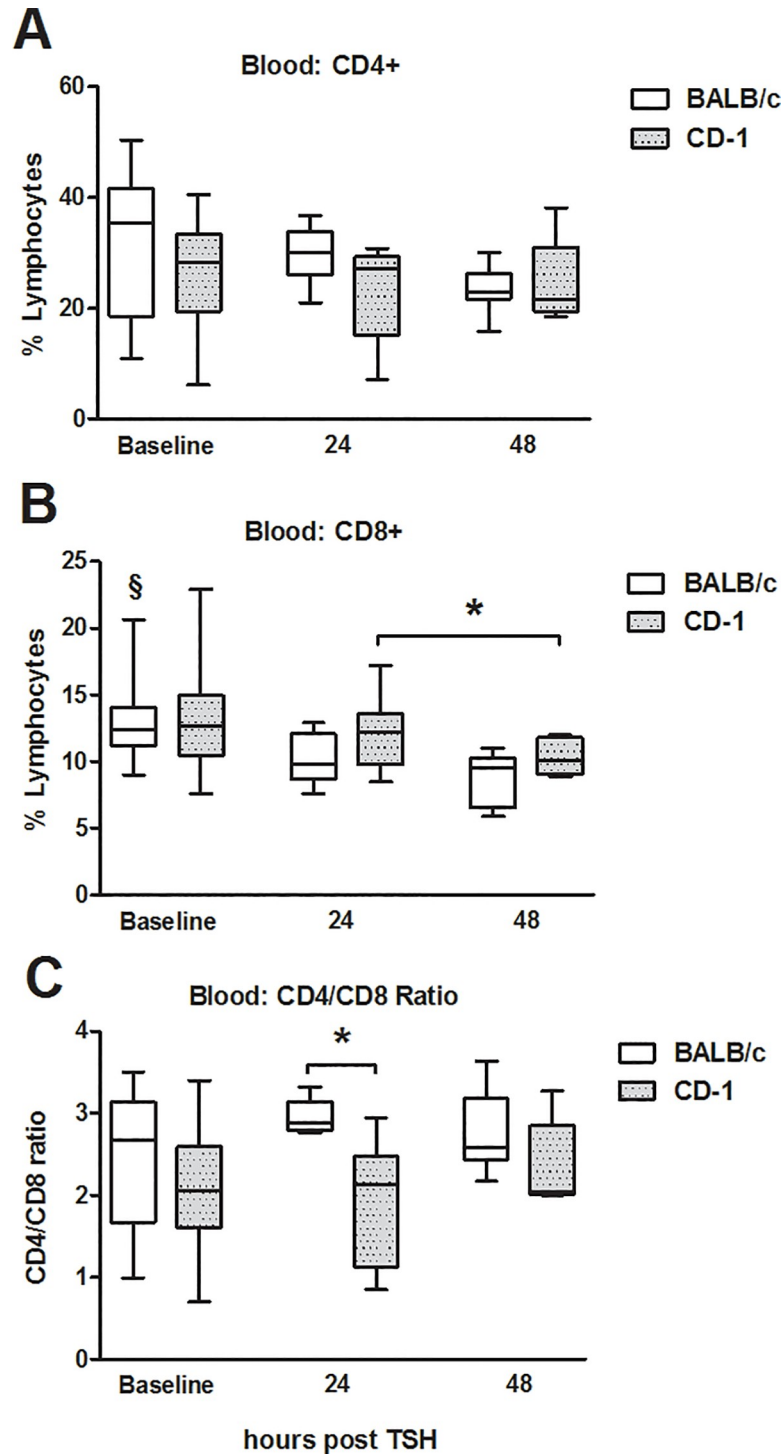 A
Blood: CD4+
60
40
20
0
% Lymphocytes
BALB/c
CD-1
Baseline 24 48
B
Blood: CD8+
25
20
15
10
5
0
% Lymphocytes
§
*
BALB/c
CD-1
Baseline 24 48
C
Blood: CD4/CD8 Ratio
4
3
2
1
0
CD4/CD8 ratio
*
BALB/c
CD-1
Baseline 24 48
hours post TSH